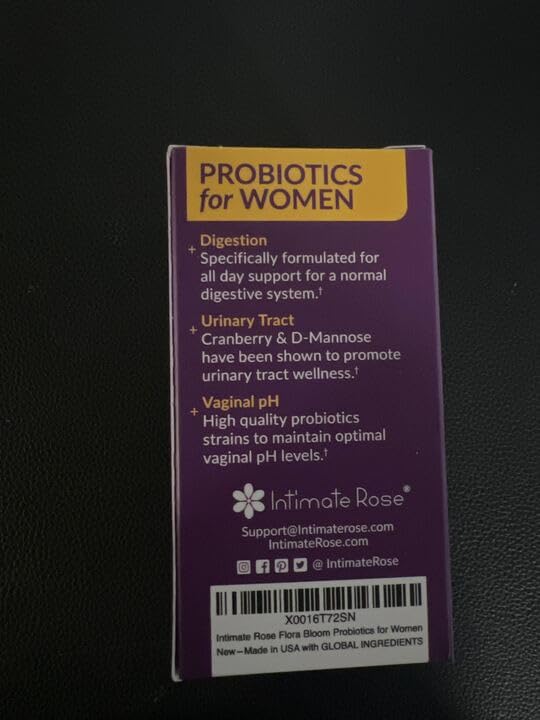 PROBIOTICS
for WOMEN
+ Digestion
Specifically formulated for
all day support for a normal
digestive system.†
+ Urinary Tract
Cranberry & D-Mannose
have been shown to promote
urinary tract wellness.†
+ Vaginal pH
High quality probiotics
strains to maintain optimal
vaginal pH levels.†
Intimate Rose®
Support@Intimaterose.com
IntimateRose.com
@ IntimateRose
X0016T72SN
Intimate Rose Flora Bloom Probiotics for Women
New—Made in USA with GLOBAL INGREDIENTS